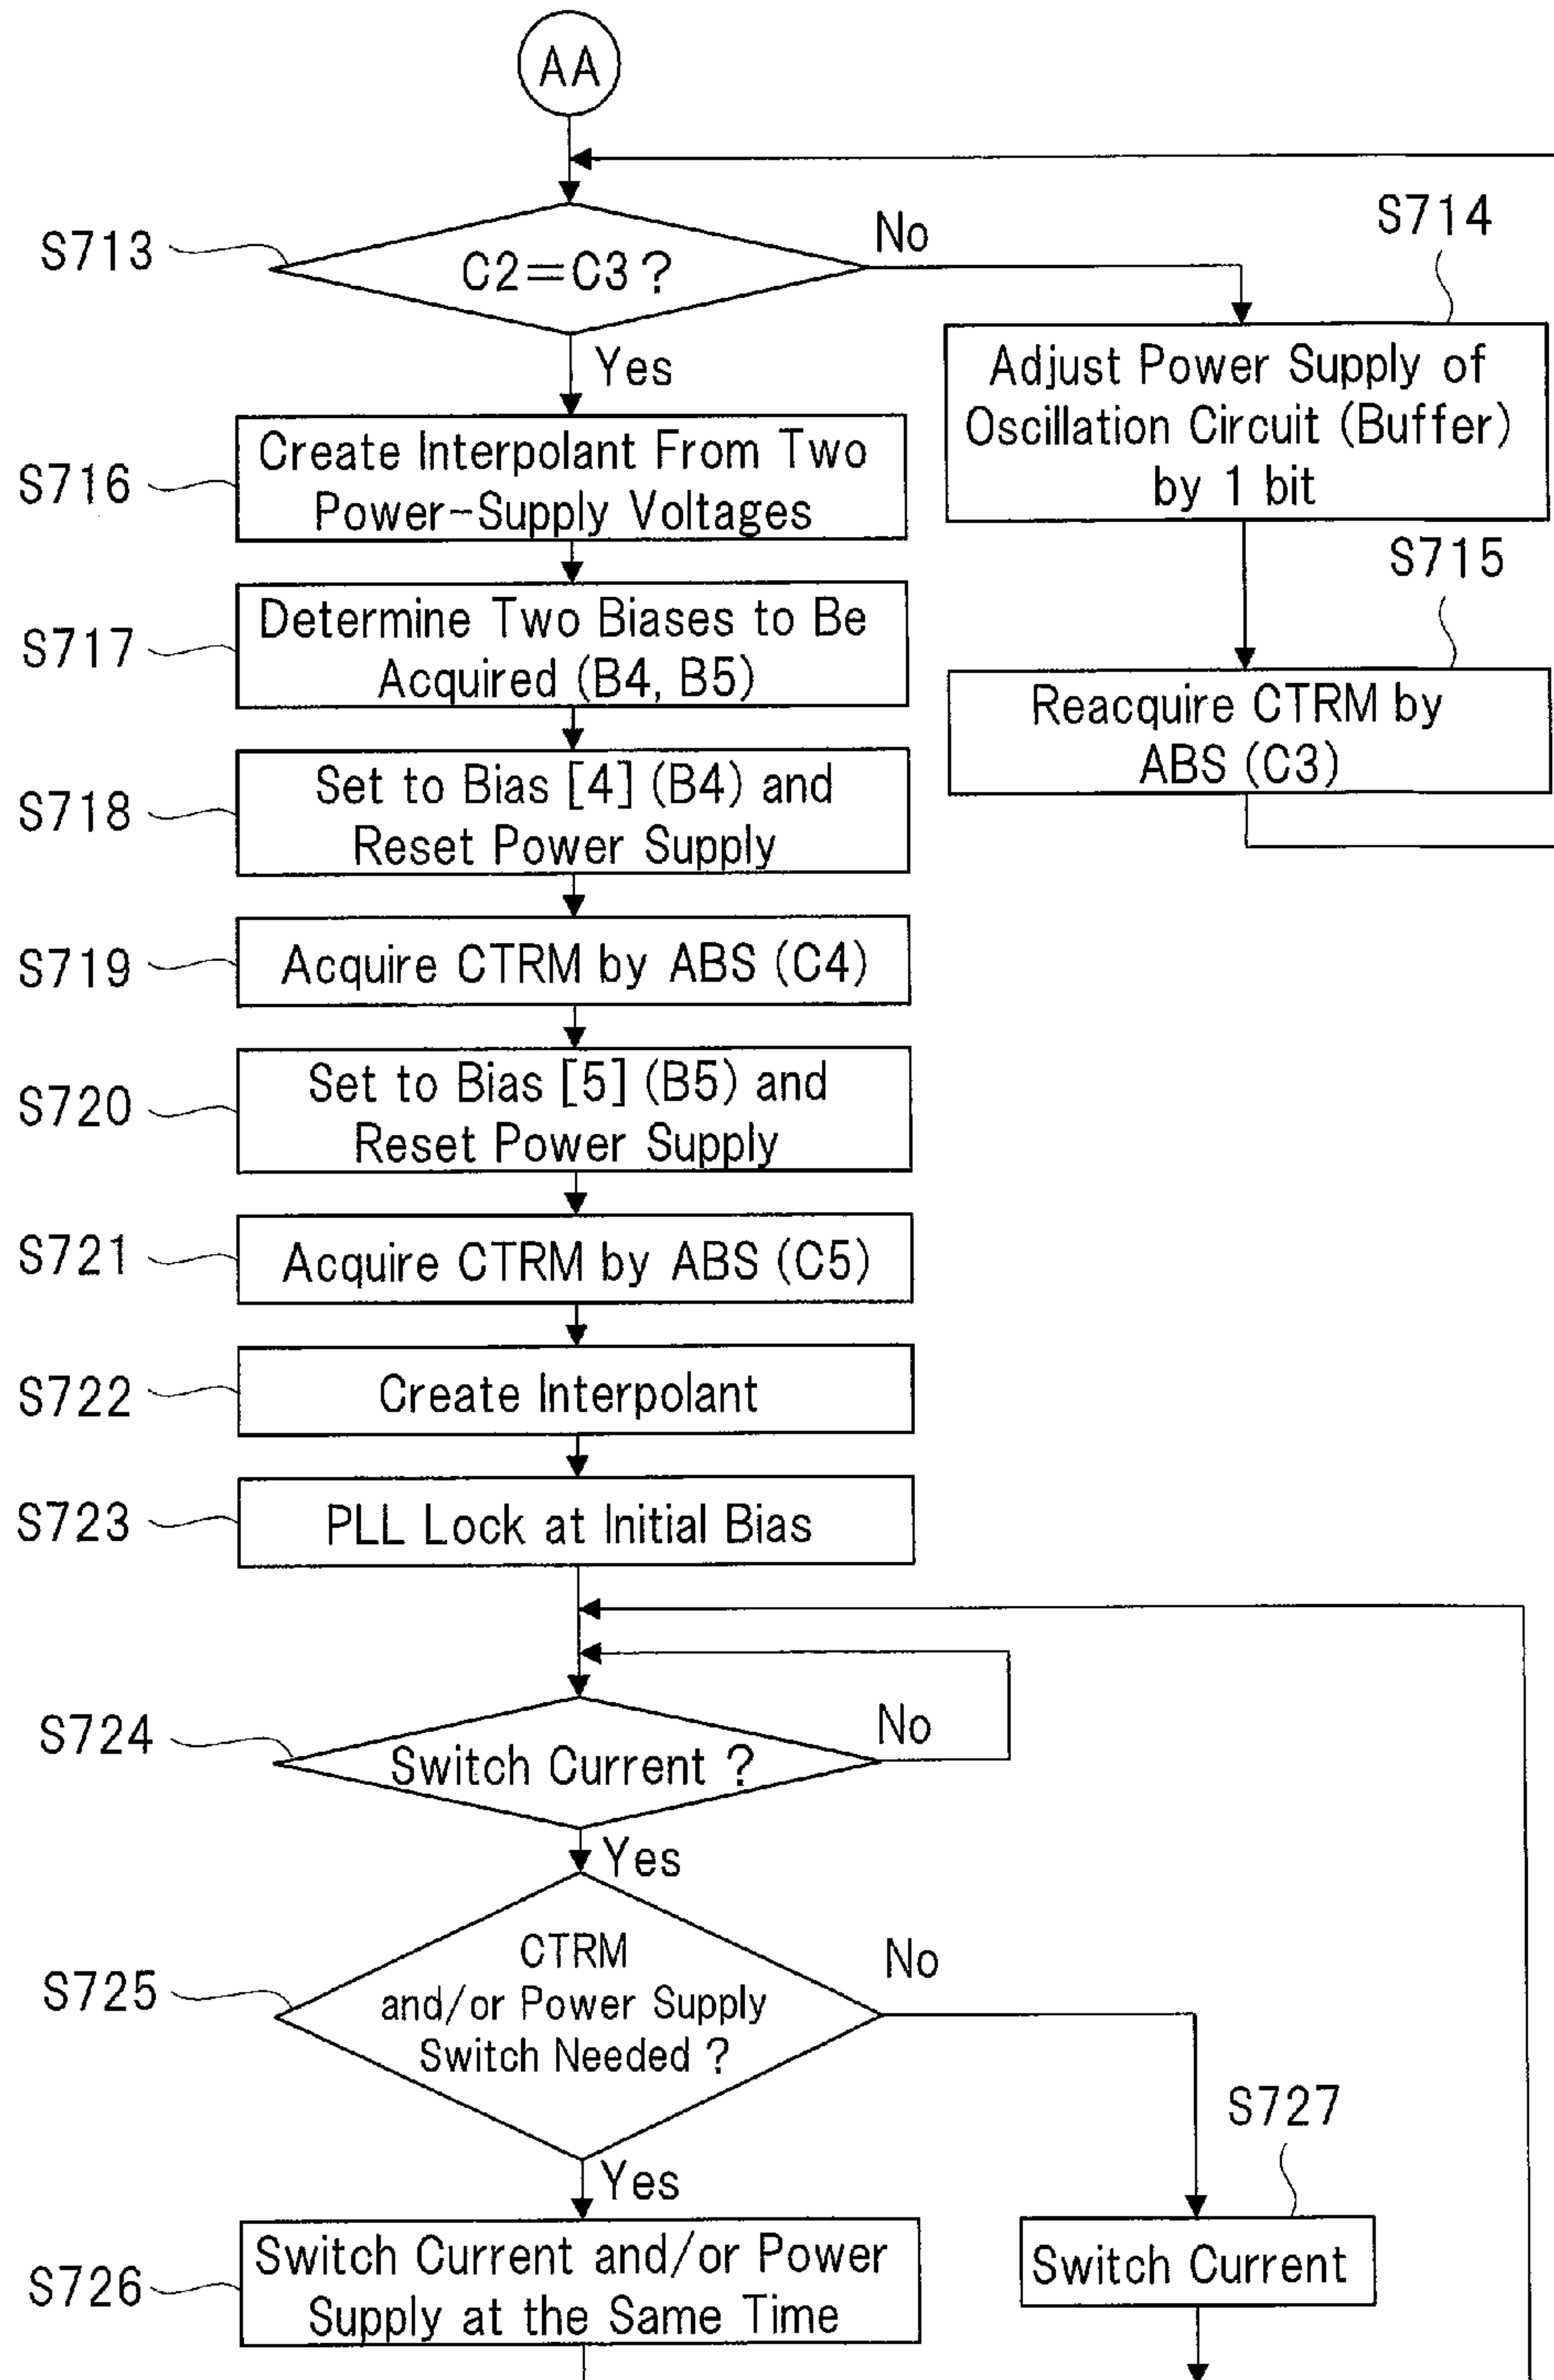 AA
S713
C2=C3?
No
Yes
S714
Adjust Power Supply of
Oscillation Circuit (Buffer)
by 1 bit
S715
Reacquire CTRM by
ABS (C3)
S716
Create Interpolant From Two
Power-Supply Voltages
S717
Determine Two Biases to Be
Acquired (B4, B5)
S718
Set to Bias [4] (B4) and
Reset Power Supply
S719
Acquire CTRM by ABS (C4)
S720
Set to Bias [5] (B5) and
Reset Power Supply
S721
Acquire CTRM by ABS (C5)
S722
Create Interpolant
S723
PLL Lock at Initial Bias
S724
Switch Current ?
No
Yes
S725
CTRM
and/or Power Supply
Switch Needed ?
No
Yes
S726
Switch Current and/or Power
Supply at the Same Time
S727
Switch Current